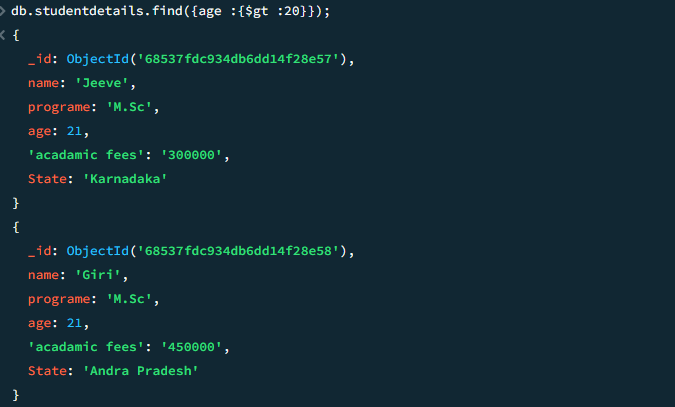 > db.studentdetails.find({age :{$gt :20}});
< {
_id: ObjectId('68537fdc934db6dd14f28e57'),
name: 'Jeeve',
programe: 'M.Sc',
age: 21,
'acadamic fees': '300000',
State: 'Karnadaka'
}
{
_id: ObjectId('68537fdc934db6dd14f28e58'),
name: 'Giri',
programe: 'M.Sc',
age: 21,
'acadamic fees': '450000',
State: 'Andra Pradesh'
}